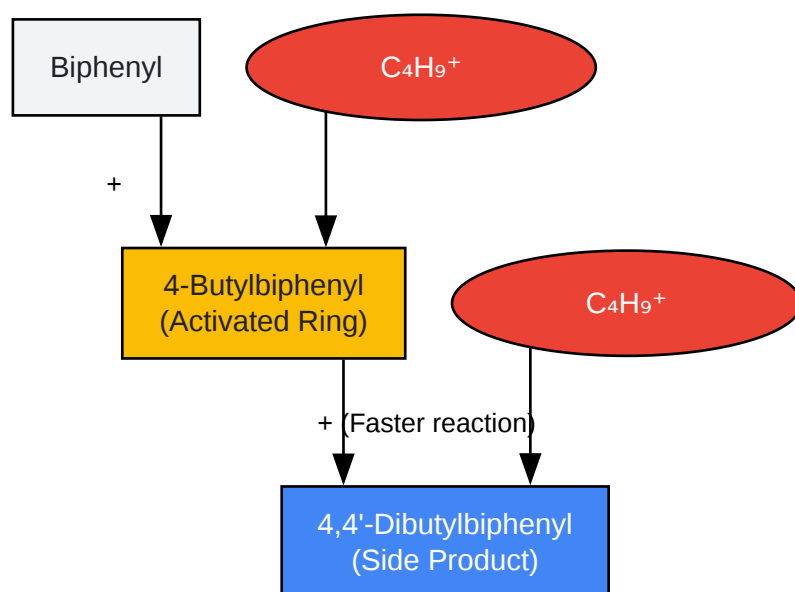 Biphenyl
C₄H₉⁺
+
4-Butylbiphenyl
(Activated Ring)
C₄H₉⁺
+ (Faster reaction)
4,4'-Dibutylbiphenyl
(Side Product)